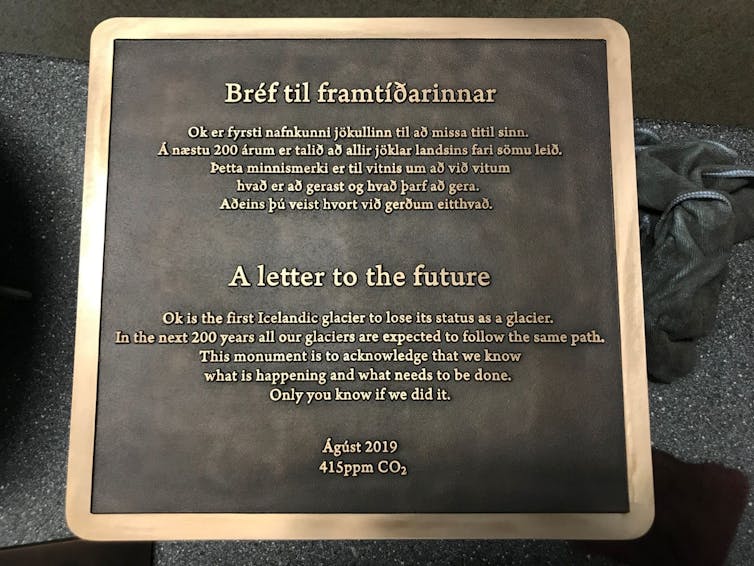 Bréf til framtíðarinnar
Ok er fyrsti nafnkunni jökullinn til að missa titil sinn.
Á næstu 200 árum er talið að allir jöklar landsins fari sömu leið.
Þetta minnismerki er til vitnis um að við vitum
hvað er að gerast og hvað þarf að gera.
Aðeins þú veist hvort við gerðum eitthvað.
A letter to the future
Ok is the first Icelandic glacier to lose its status as a glacier.
In the next 200 years all our glaciers are expected to follow the same path.
This monument is to acknowledge that we know
what is happening and what needs to be done.
Only you know if we did it.
Ágúst 2019
415ppm CO₂